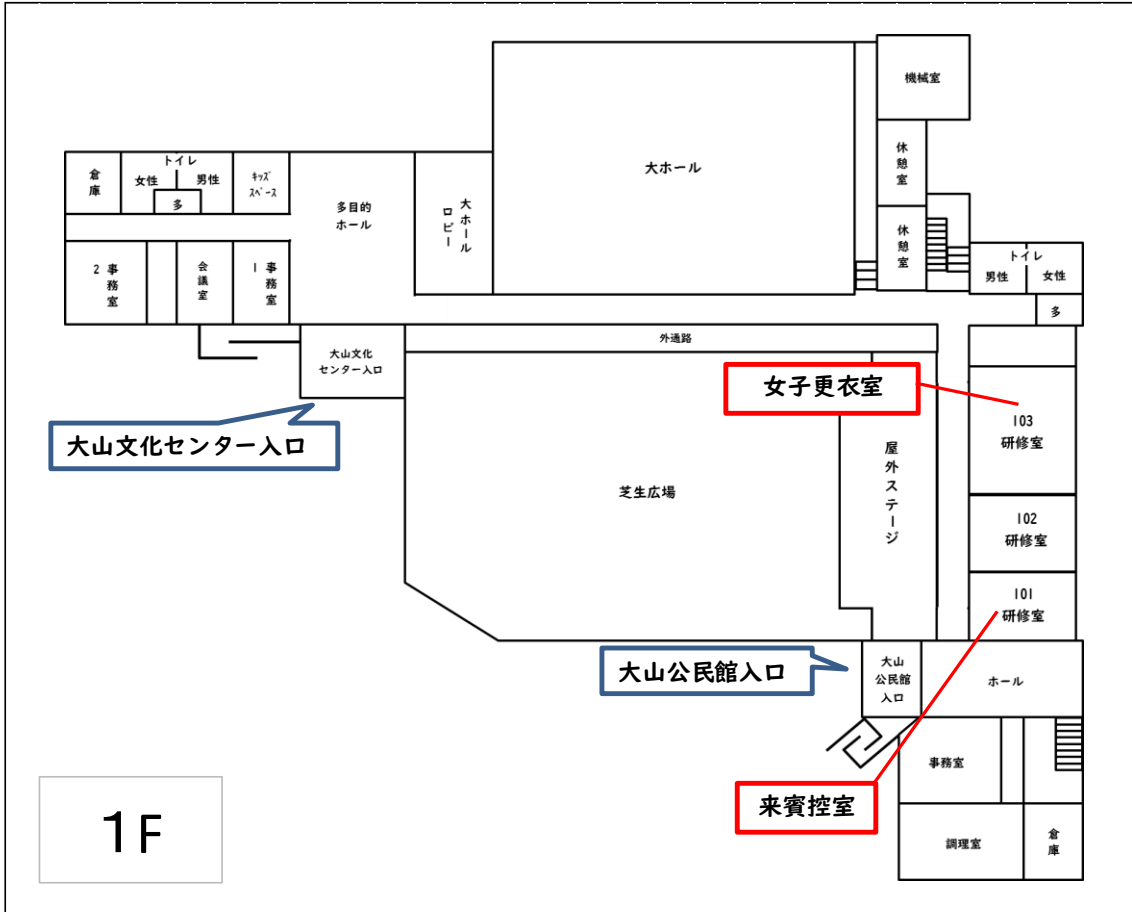 機械室
大ホール
休憩室
倉庫
トイレ
女性
男性
多
キッズ
スペース
多目的
ホール
大ホール
ロビー
休憩室
トイレ
男性
女性
多
事務室
2
会議室
事務室
1
外通路
大山文化
センター入口
大山文化センター入口
女子更衣室
103
研修室
芝生広場
屋外ステージ
102
研修室
101
研修室
大山公民館入口
大山
公民館
入口
ホール
事務室
来賓控室
調理室
倉庫
1F